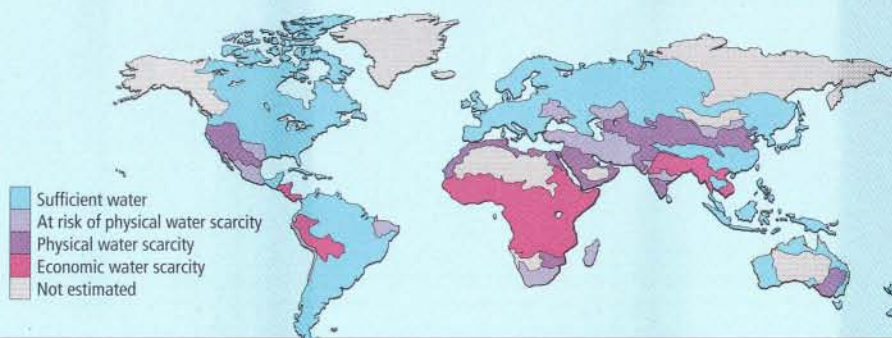 Sufficient water
At risk of physical water scarcity
Physical water scarcity
Economic water scarcity
Not estimated